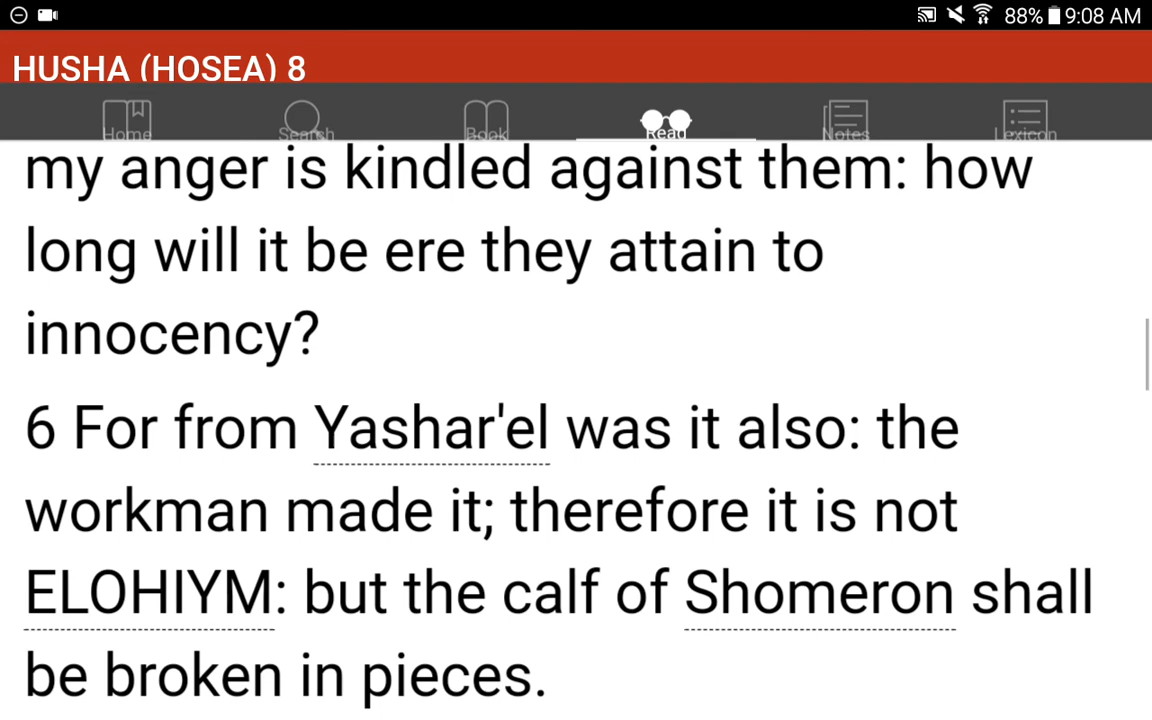 88% 9:08 AM
HUSHA (HOSEA) 8
Home Search Book Read Notes Lexicon
my anger is kindled against them: how
long will it be ere they attain to
innocency?
6 For from Yashar'el was it also: the
workman made it; therefore it is not
ELOHIYM: but the calf of Shomeron shall
be broken in pieces.